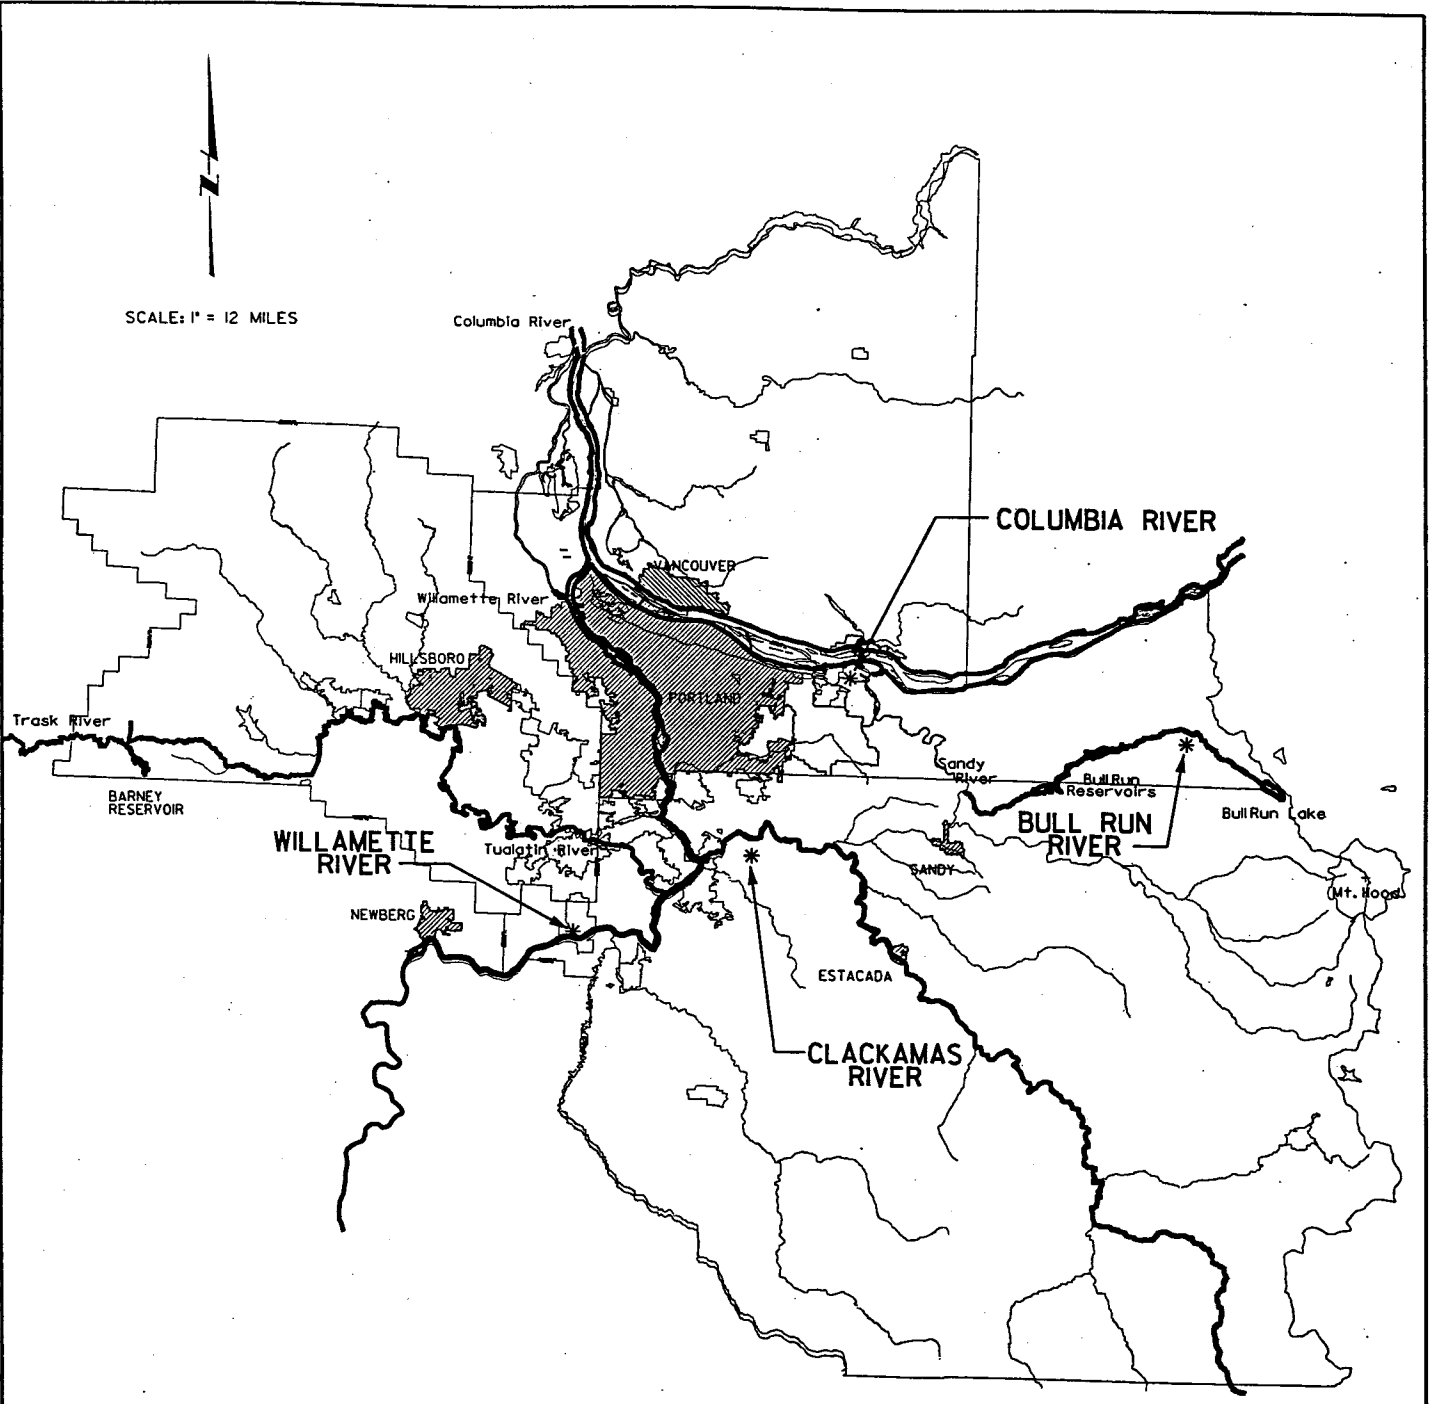 N
SCALE: 1" = 12 MILES
Columbia River
COLUMBIA RIVER
VANCOUVER
Willamette River
HILLSBORO
PORTLAND
Trask River
Sandy
River
Bull Run
Reservoirs
BARNEY
RESERVOIR
Bull Run Lake
BULL RUN
RIVER
WILLAMETTE
RIVER
Tualatin River
SANDY
Mt. Hood
NEWBERG
ESTACADA
CLACKAMAS
RIVER